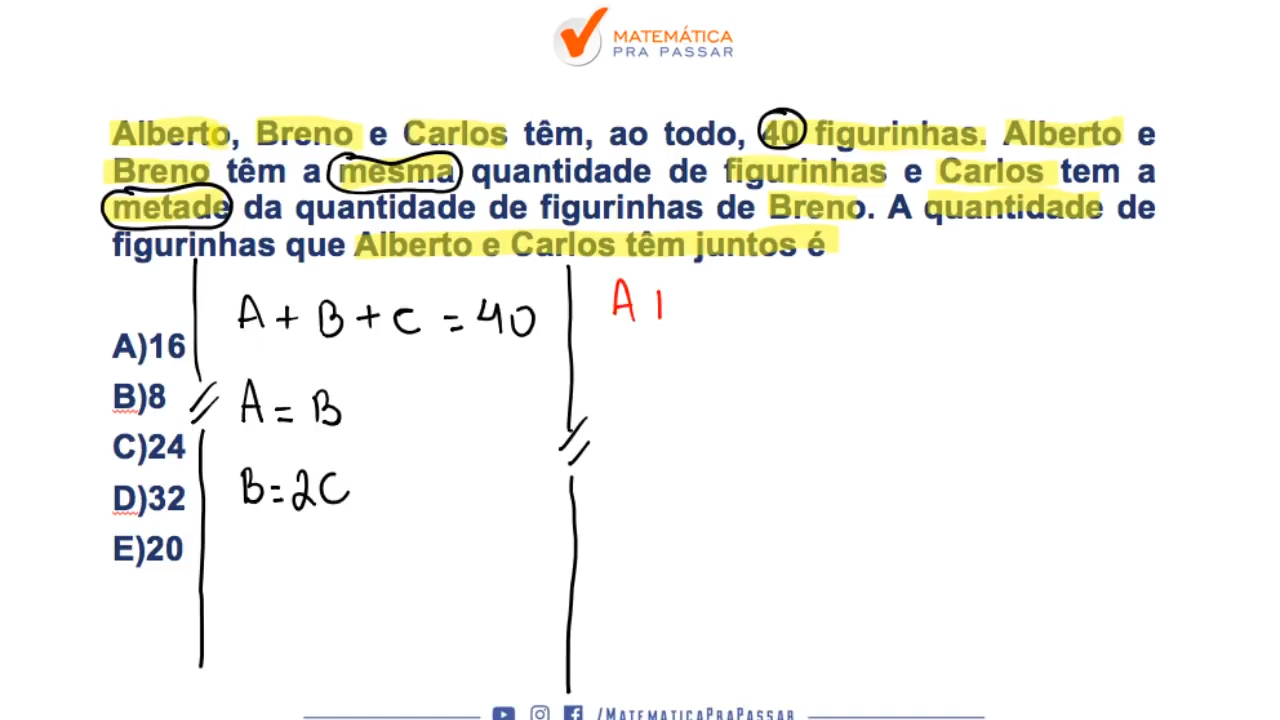 MATEMÁTICA
PRA PASSAR
Alberto, Breno e Carlos têm, ao todo, 40 figurinhas. Alberto e
Breno têm a mesma quantidade de figurinhas e Carlos tem a
metade da quantidade de figurinhas de Breno. A quantidade de
figurinhas que Alberto e Carlos têm juntos é
A)16
B)8
C)24
D)32
E)20
A + B + C = 40
A = B
B = 2C
A
/MATEMATICAPRAPASSAR